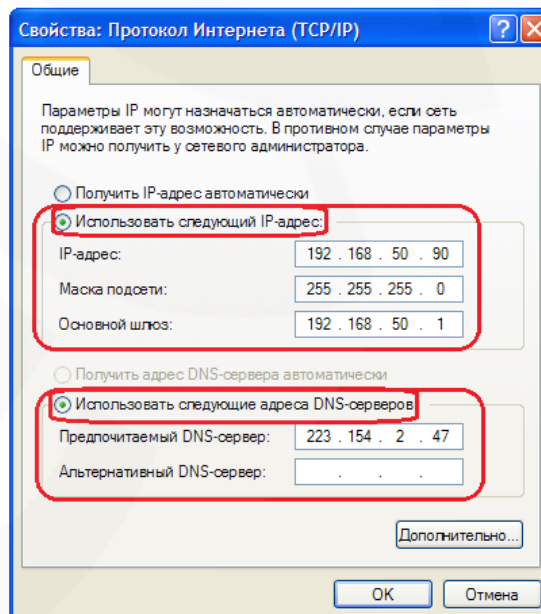 Свойства: Протокол Интернета (TCP/IP)
Общие
Параметры IP могут назначаться автоматически, если сеть
поддерживает эту возможность. В противном случае параметры
IP можно получить у сетевого администратора.
Получить IP-адрес автоматически
Использовать следующий IP-адрес:
IP-адрес: 192 . 168 . 50 . 90
Маска подсети: 255 . 255 . 255 . 0
Основной шлюз: 192 . 168 . 50 . 1
Получить адрес DNS-сервера автоматически
Использовать следующие адреса DNS-серверов
Предпочитаемый DNS-сервер: 223 . 154 . 2 . 47
Альтернативный DNS-сервер: . . .
Дополнительно...
OK Отмена